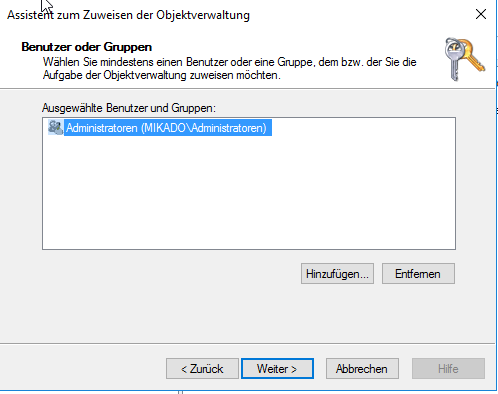 Assistent zum Zuweisen der Objektverwaltung
Benutzer oder Gruppen
Wählen Sie mindestens einen Benutzer oder eine Gruppe, dem bzw. der Sie die
Aufgabe der Objektverwaltung zuweisen möchten.
Ausgewählte Benutzer und Gruppen:
Administratoren (MIKADO\Administratoren)
Hinzufügen... Entfernen
< Zurück Weiter > Abbrechen Hilfe